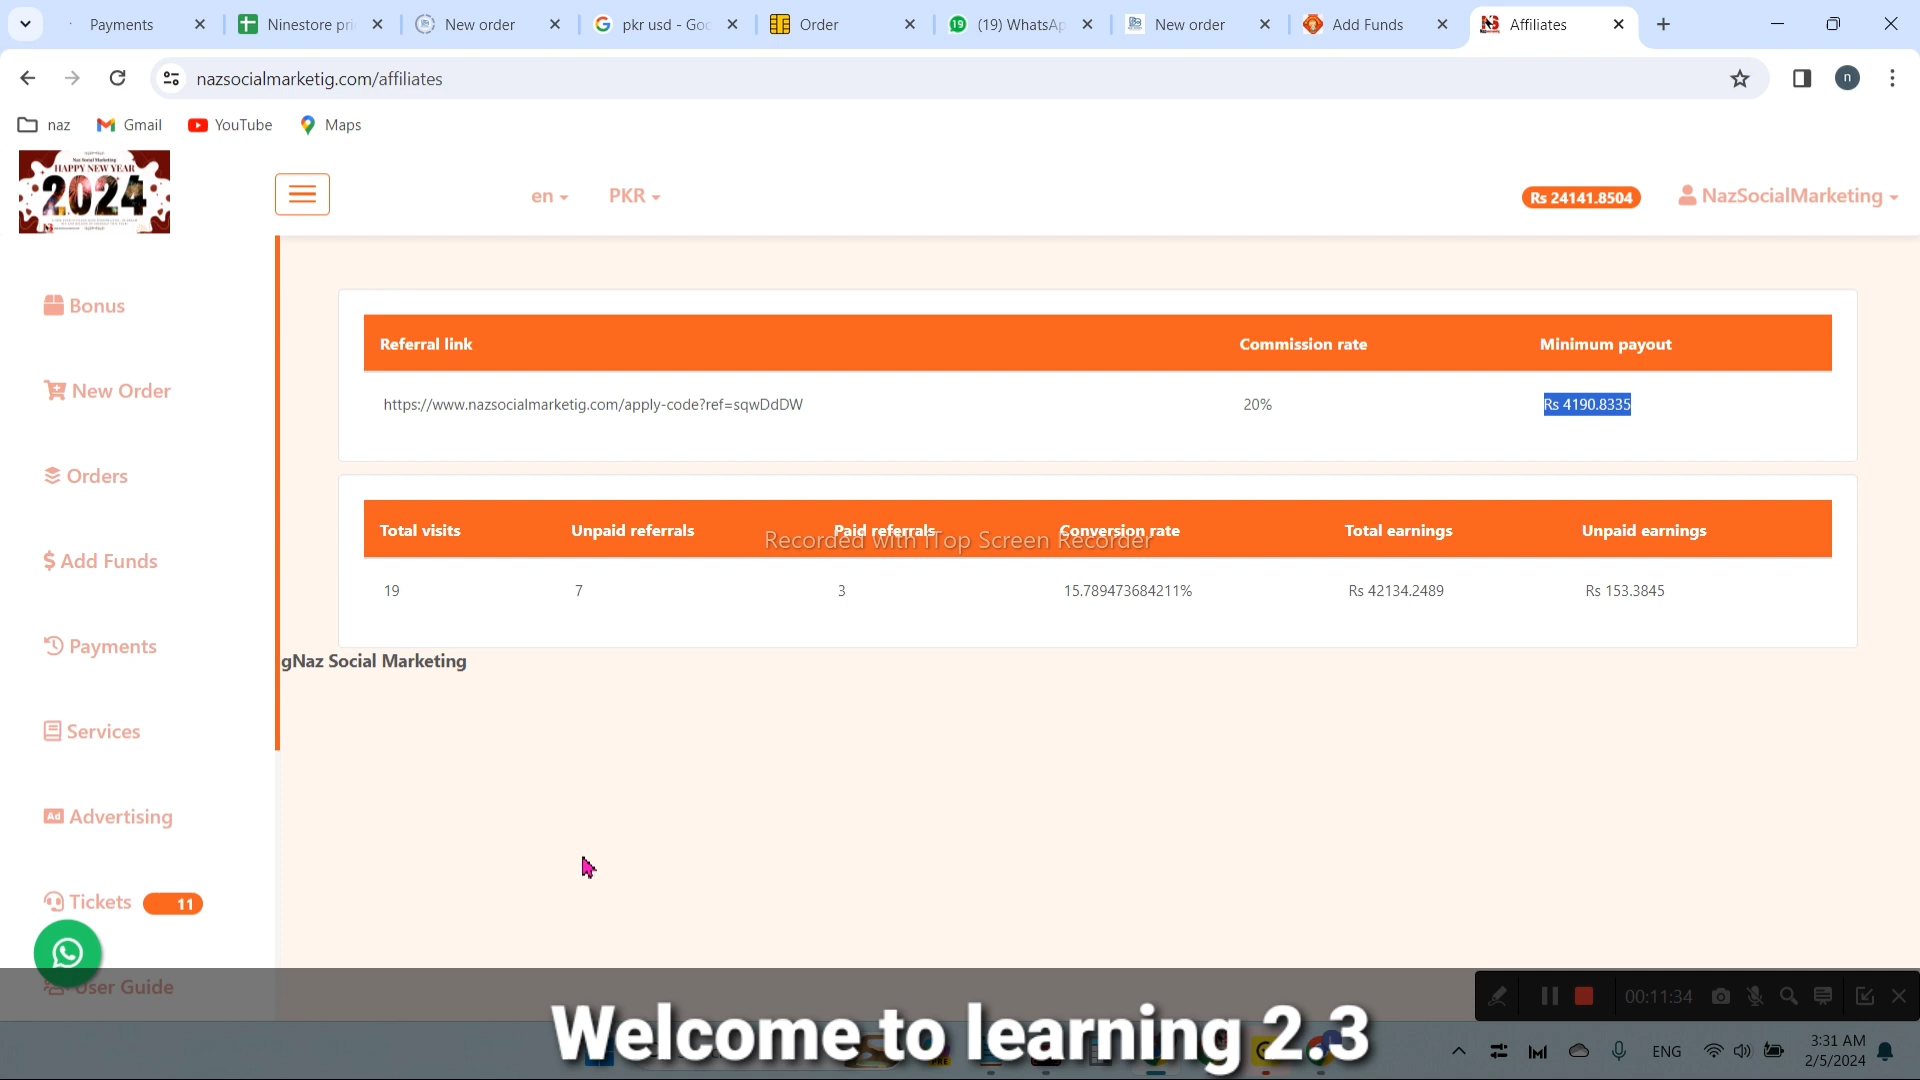 Payments
Ninestore pri
New order
pkr usd - Goo
Order
(19) WhatsAp
New order
Add Funds
Affiliates
nazsocialmarketig.com/affiliates
n
naz
Gmail
YouTube
Maps
HAPPY NEW YEAR
2024
en
PKR
Rs 24141.8504
NazSocialMarketing
Bonus
New Order
Orders
Add Funds
Payments
Services
Ad Advertising
Tickets 11
User Guide
Referral link Commission rate Minimum payout
https://www.nazsocialmarketig.com/apply-code?ref=sqwDdDW 20% Rs 4190.8335
Total visits Unpaid referrals Paid referrals Conversion rate Total earnings Unpaid earnings
Recorded with iTop Screen Recorder
19 7 3 15.789473684211% Rs 42134.2489 Rs 153.3845
gNaz Social Marketing
00:11:34
Welcome to learning 2.3
ENG
3:31 AM
2/5/2024